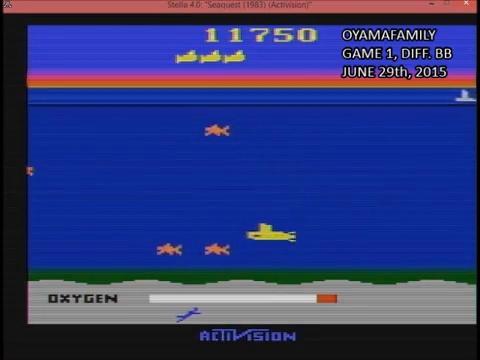 Stella 4.0: "Seaquest (1983) (Activision)"
11750
OYAMAFAMILY
GAME 1, DIFF. BB
JUNE 29th, 2015
OXYGEN
ACTIVISION